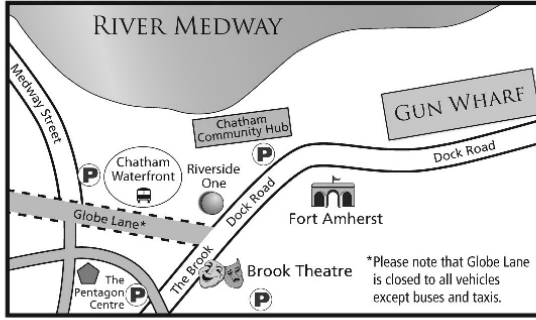 RIVER MEDWAY
Medway Street
Chatham
Community Hub
GUN WHARF
P
P
Chatham
Waterfront
Riverside
One
Dock Road
Dock Road
Fort Amherst
Globe Lane*
The Brook
Brook Theatre
The
Pentagon
Centre
P
P
*Please note that Globe Lane
is closed to all vehicles
except buses and taxis.